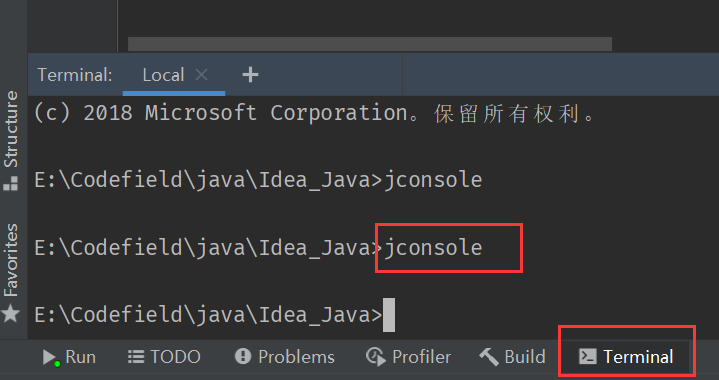 Terminal: Local × +
(c) 2018 Microsoft Corporation。保留所有权利。
E:\Codefield\java\Idea_Java>jconsole
E:\Codefield\java\Idea_Java>jconsole
E:\Codefield\java\Idea_Java>
Structure
Favorites
Run TODO Problems Profiler Build Terminal